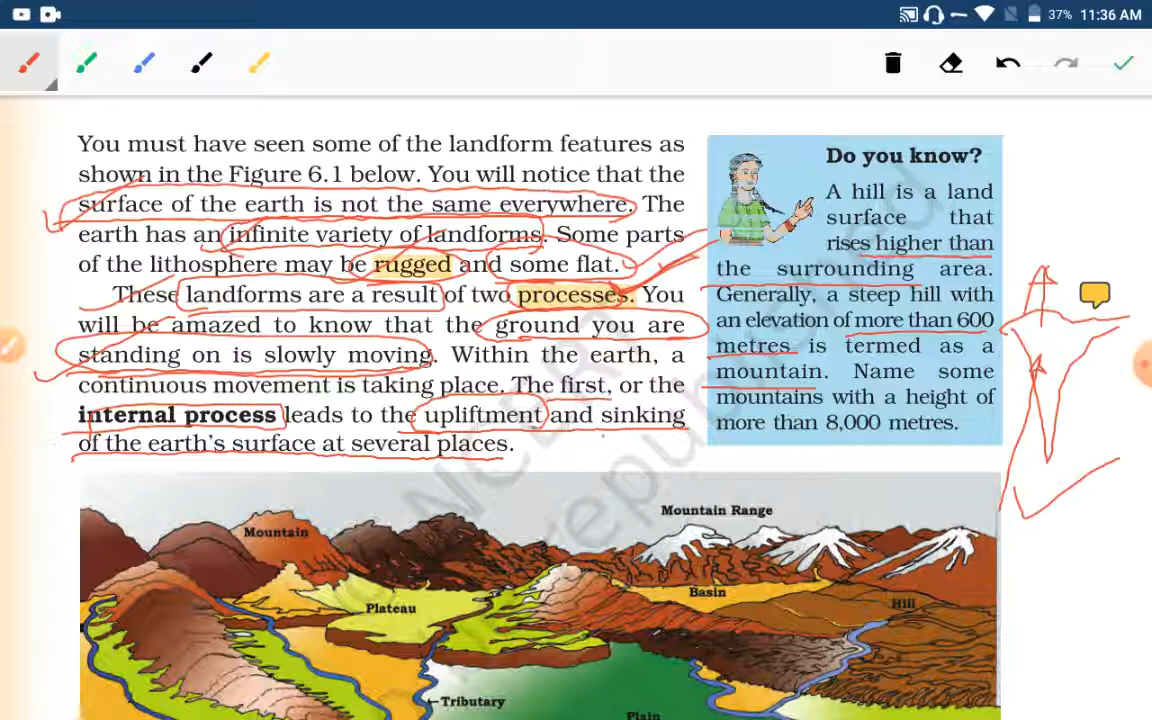 37% 11:36 AM
You must have seen some of the landform features as
shown in the Figure 6.1 below. You will notice that the
surface of the earth is not the same everywhere. The
earth has an infinite variety of landforms. Some parts
of the lithosphere may be rugged and some flat.
These landforms are a result of two processes. You
will be amazed to know that the ground you are
standing on is slowly moving. Within the earth, a
continuous movement is taking place. The first, or the
internal process leads to the upliftment and sinking
of the earth's surface at several places.
Do you know?
A hill is a land
surface that
rises higher than
the surrounding area.
Generally, a steep hill with
an elevation of more than 600
metres is termed as a
mountain. Name some
mountains with a height of
more than 8,000 metres.
Mountain Range
Mountain
Basin
Hill
Plateau
Tributary
Plain
NCERT
republished